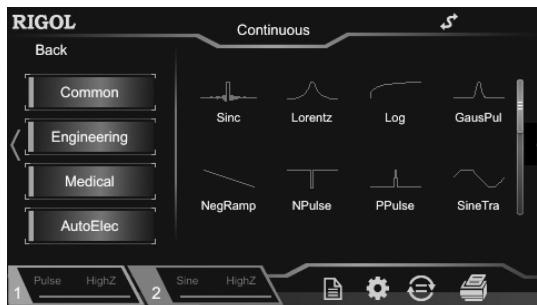 RIGOL
Continuous
Back
Common
Engineering
Medical
AutoElec
Sinc Lorentz Log GausPul
NegRamp NPulse PPulse SineTra
1 Pulse HighZ 2 Sine HighZ